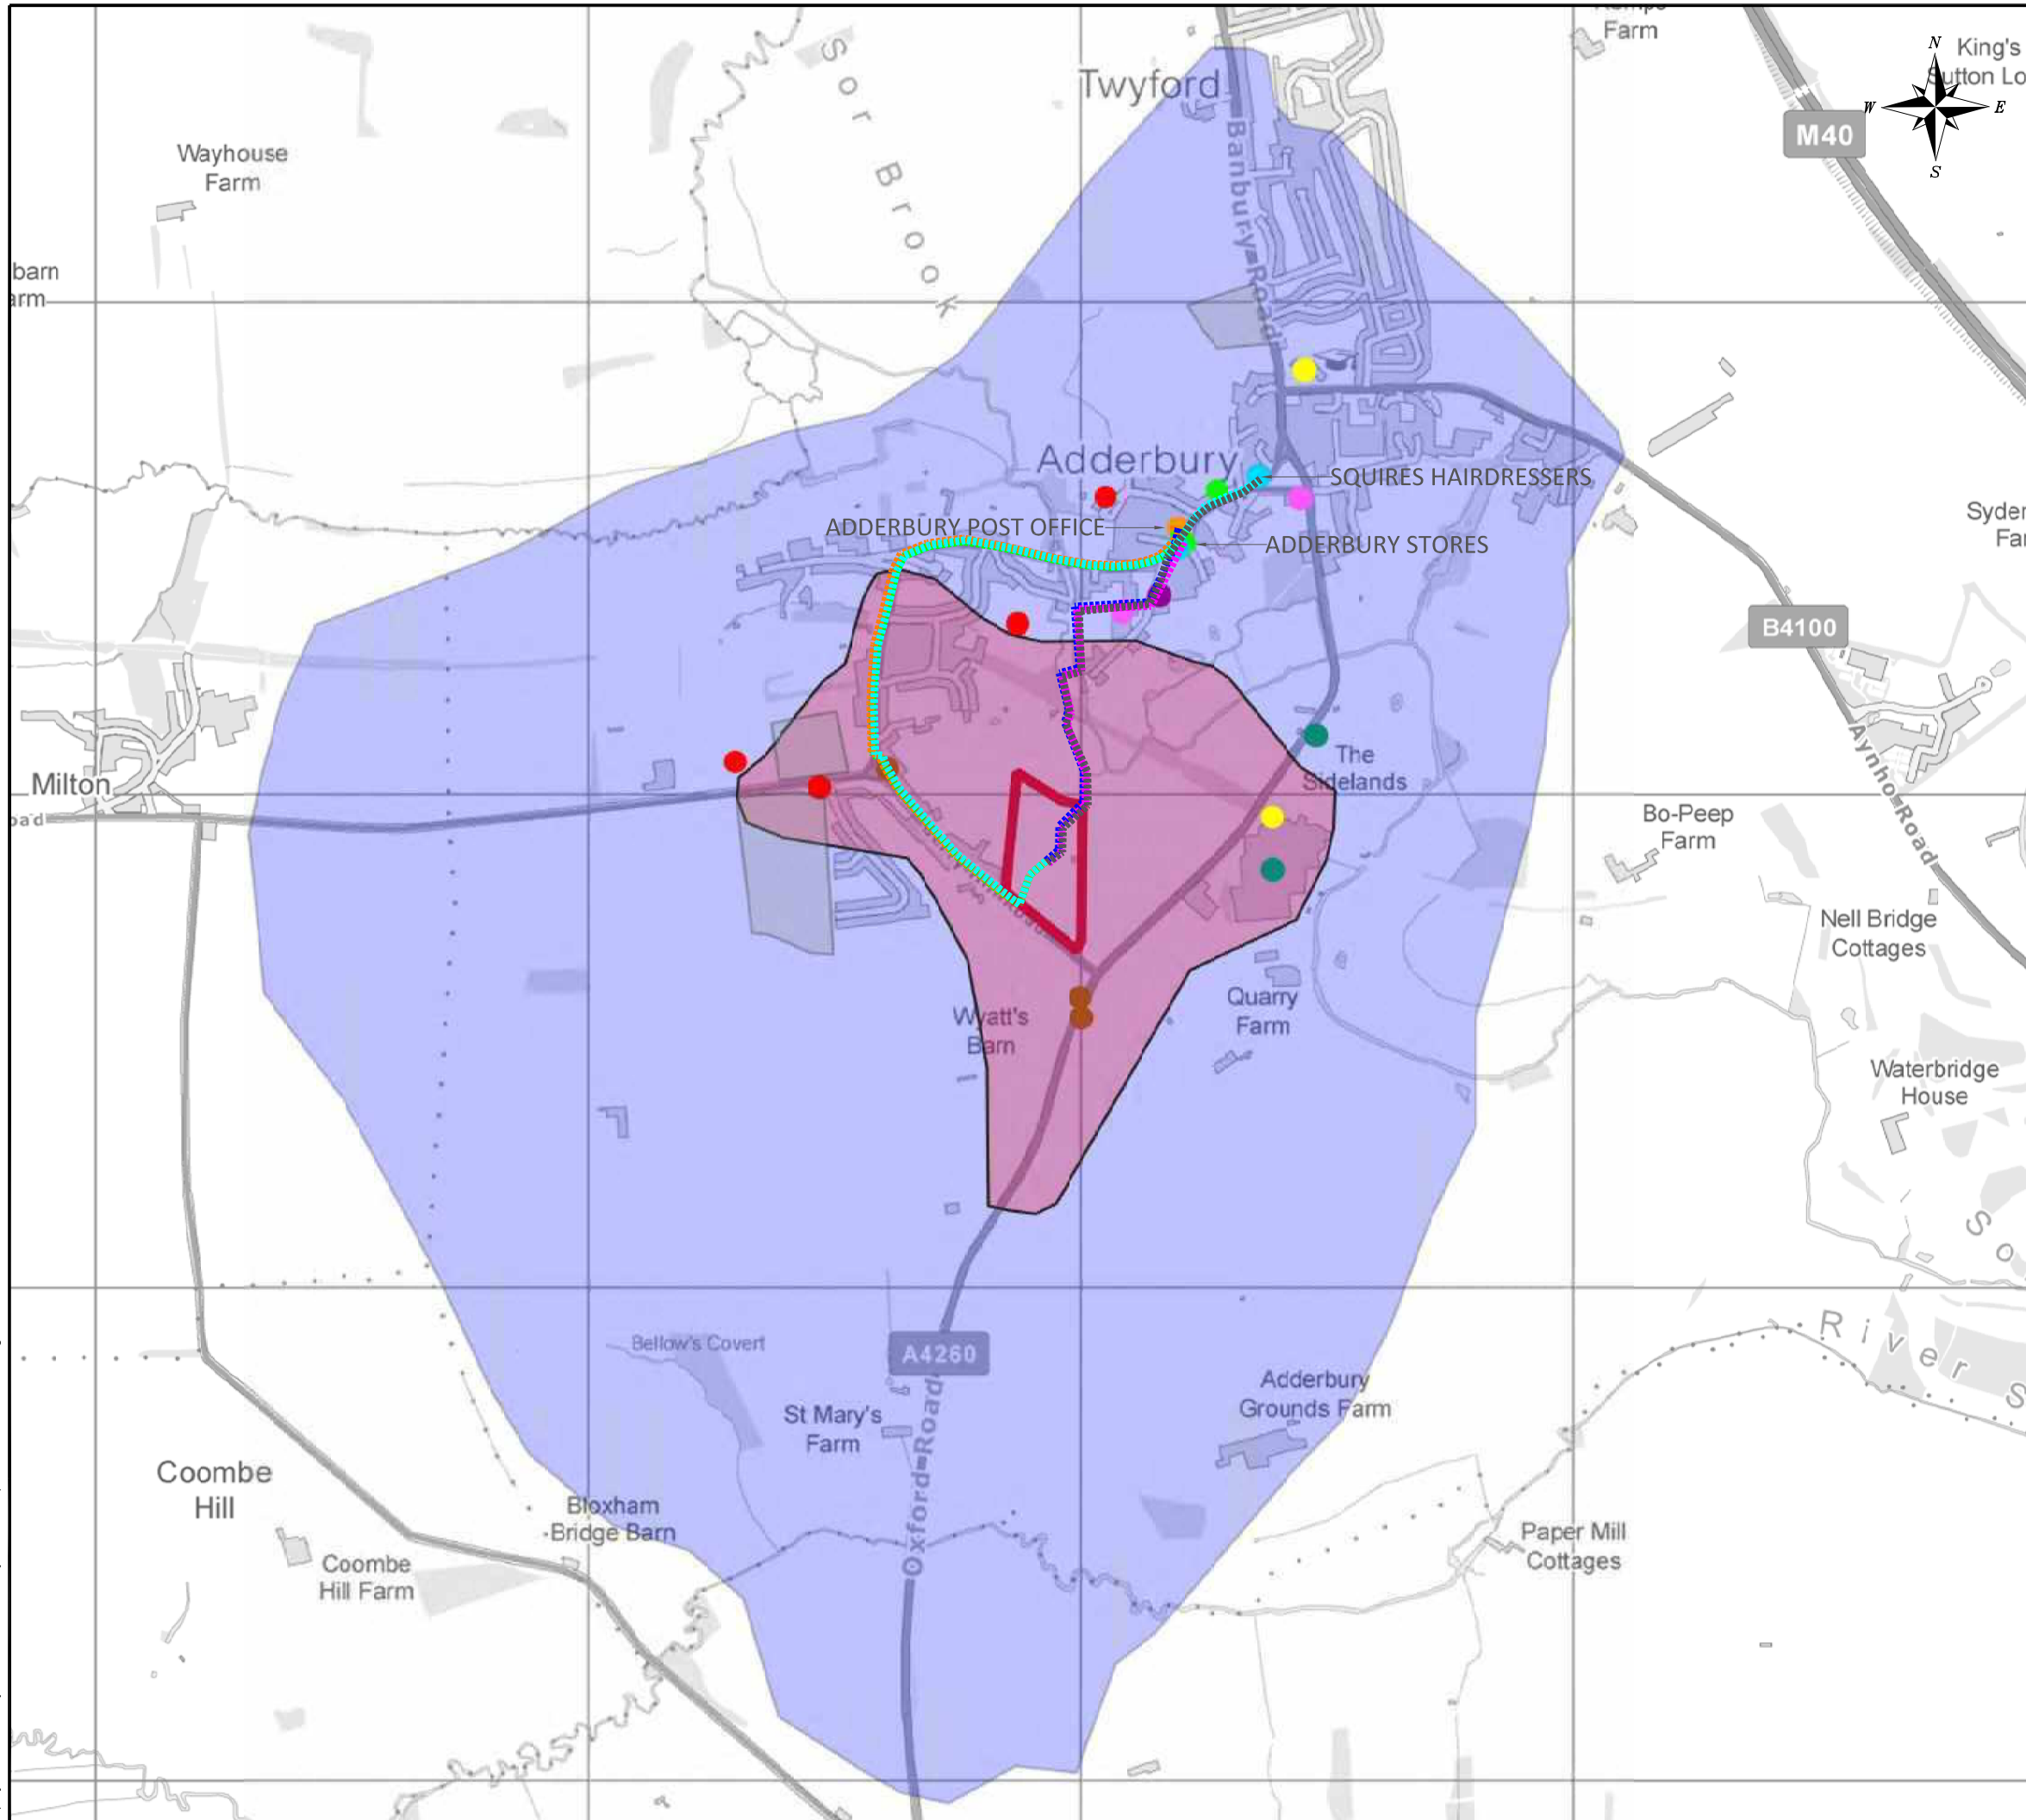 Farm
King's
Sutton Lo
N
W
E
S
Twyford
M40
Sor Brook
Wayhouse
Farm
Banbury Road
barn
arm
Adderbury
SQUIRES HAIRDRESSERS
ADDERBURY POST OFFICE
ADDERBURY STORES
Syder
Fa
B4100
Aynho Road
The
Sidelands
Milton
oad
Bo-Peep
Farm
Nell Bridge
Cottages
Quarry
Farm
Wyatt's
Barn
Waterbridge
House
So
River S
Bellow's Covert
A4260
Oxford Road
Adderbury
Grounds Farm
St Mary's
Farm
Coombe
Hill
Bloxham
Bridge Barn
Coombe
Hill Farm
Paper Mill
Cottages